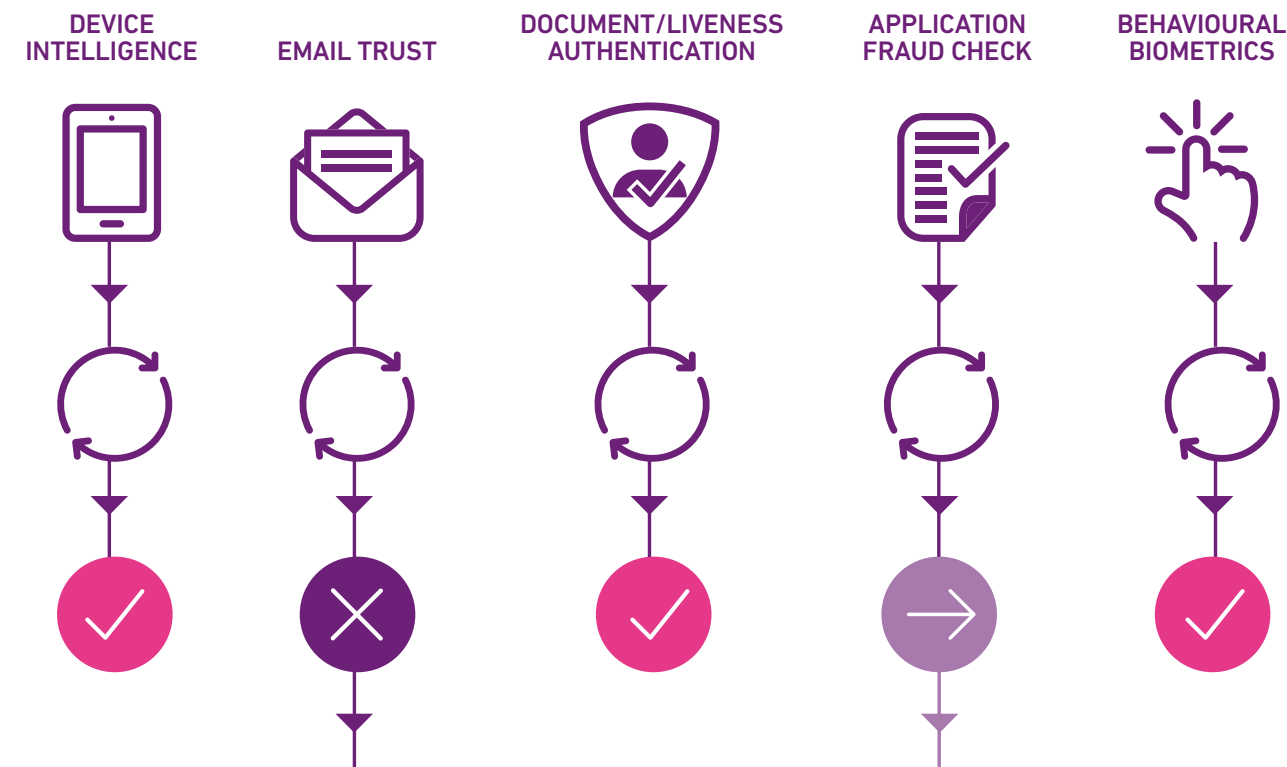 DEVICE
INTELLIGENCE
EMAIL TRUST
DOCUMENT/LIVENESS
AUTHENTICATION
APPLICATION
FRAUD CHECK
BEHAVIOURAL
BIOMETRICS